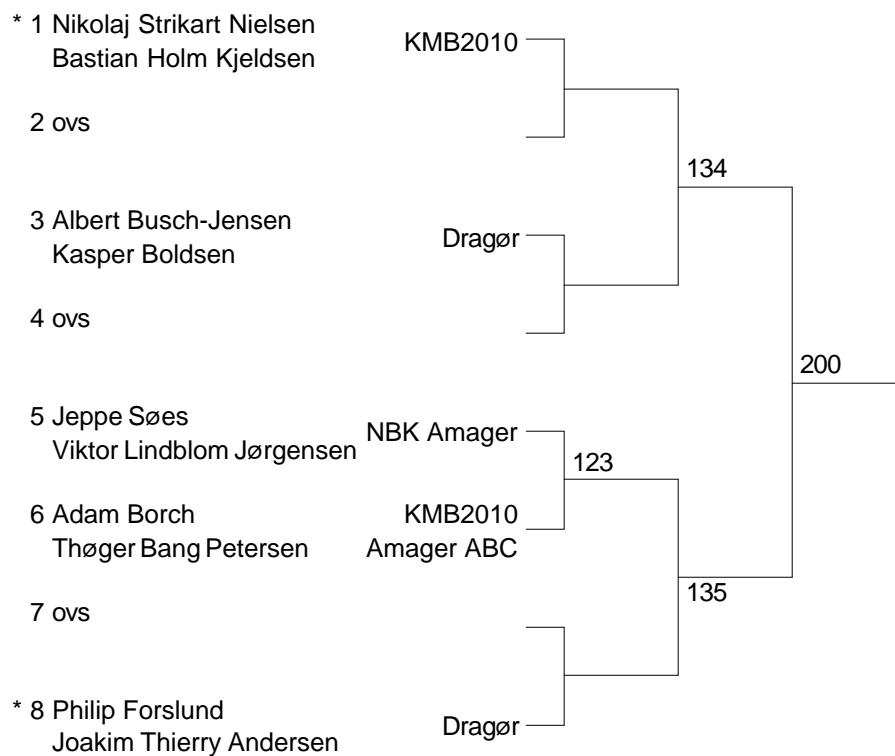 * 1 Nikolaj Strikart Nielsen KMB2010
Bastian Holm Kjeldsen
2 ovs
134
3 Albert Busch-Jensen Dragør
Kasper Boldsen
4 ovs
200
5 Jeppe Søes NBK Amager
Viktor Lindblom Jørgensen
123
6 Adam Borch KMB2010
Thøger Bang Petersen Amager ABC
135
7 ovs
* 8 Philip Forslund Dragør
Joakim Thierry Andersen